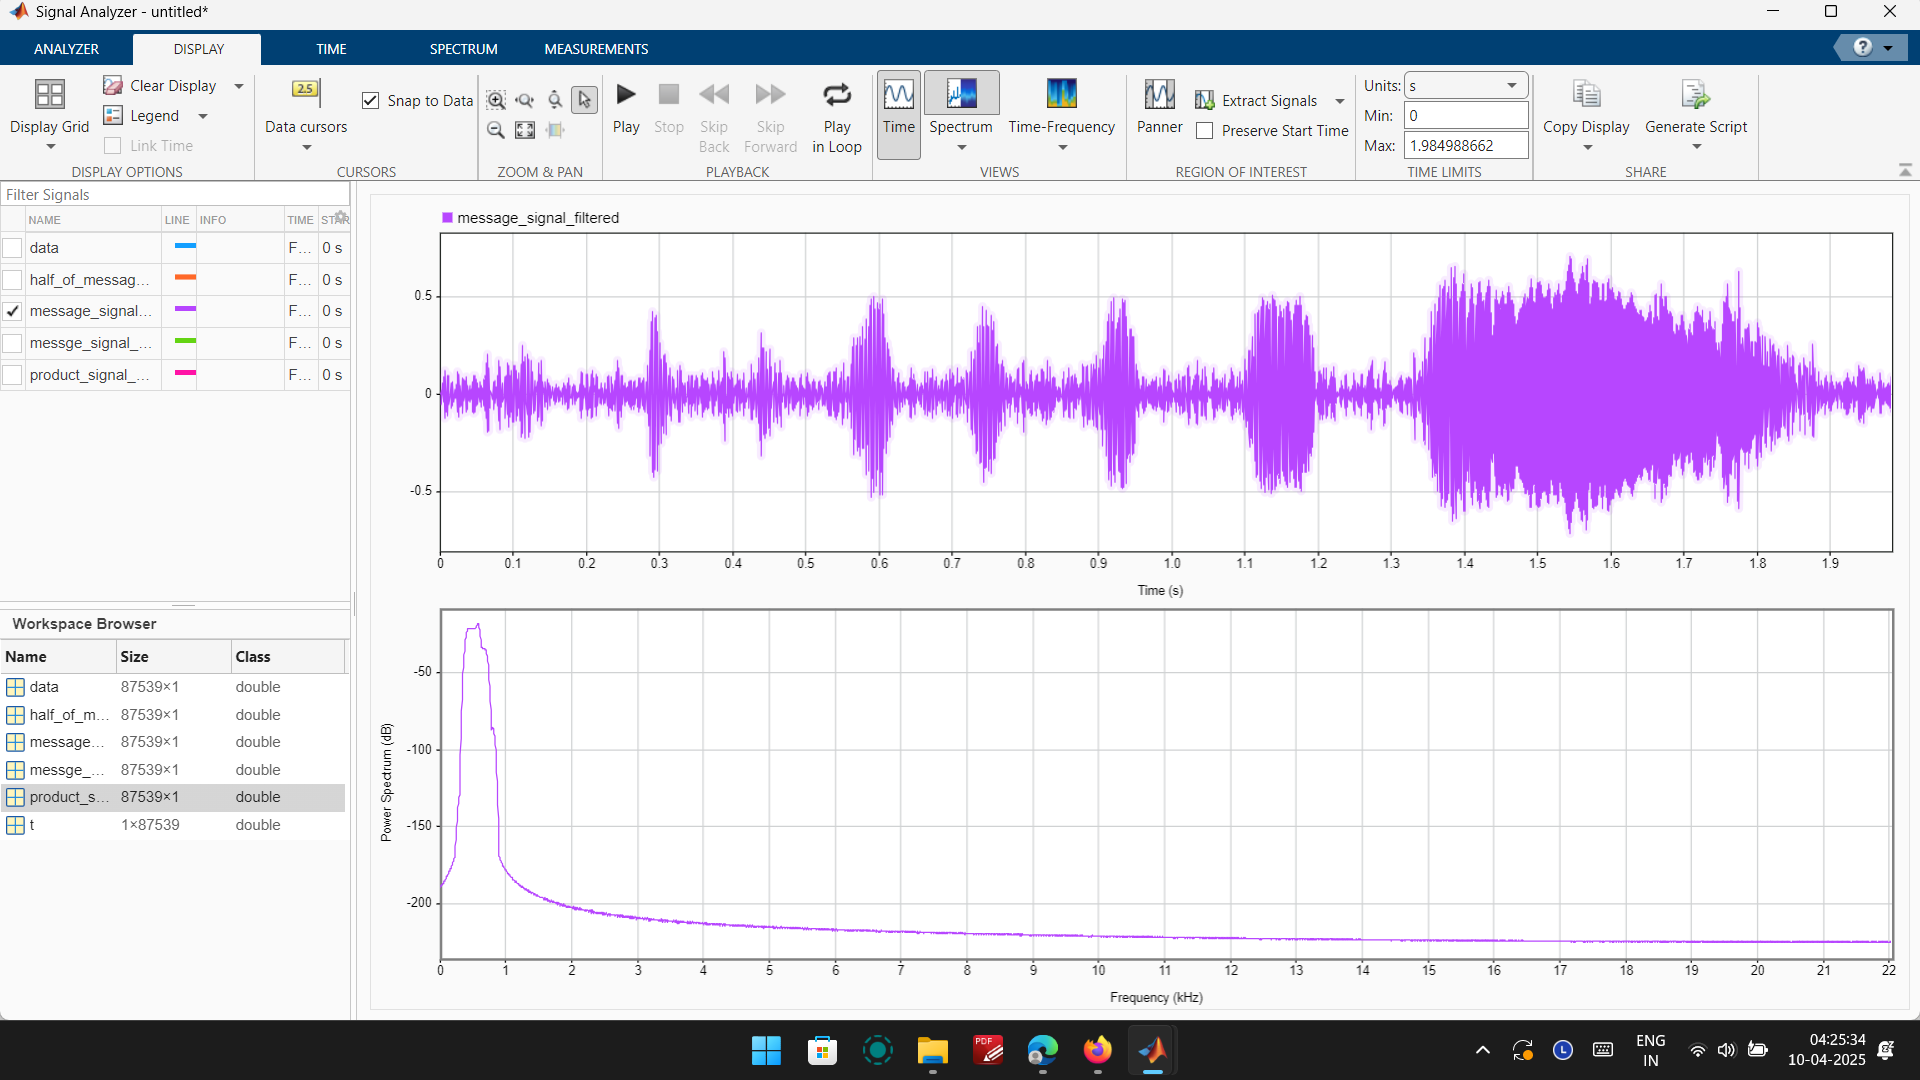 Signal Analyzer - untitled*
ANALYZER DISPLAY TIME SPECTRUM MEASUREMENTS
?
Display Grid
Clear Display
Legend
Link Time
DISPLAY OPTIONS
2.5
Data cursors
Snap to Data
CURSORS
ZOOM & PAN
Play
Stop
Skip
Back
Skip
Forward
Play
in Loop
PLAYBACK
Time
Spectrum
Time-Frequency
VIEWS
Panner
Extract Signals
Preserve Start Time
REGION OF INTEREST
Units: s
Min: 0
Max: 1.984988662
TIME LIMITS
Copy Display
Generate Script
SHARE
Filter Signals
NAME LINE INFO TIME STAR
data F... 0 s
half_of_messag... F... 0 s
message_signal... F... 0 s
messge_signal_... F... 0 s
product_signal_... F... 0 s
Workspace Browser
Name Size Class
data 87539×1 double
half_of_m... 87539×1 double
message... 87539×1 double
messge_... 87539×1 double
product_s... 87539×1 double
t 1×87539 double
message_signal_filtered
0.5
0
-0.5
0 0.1 0.2 0.3 0.4 0.5 0.6 0.7 0.8 0.9 1.0 1.1 1.2 1.3 1.4 1.5 1.6 1.7 1.8 1.9
Time (s)
Power Spectrum (dB)
-50
-100
-150
-200
0 1 2 3 4 5 6 7 8 9 10 11 12 13 14 15 16 17 18 19 20 21 22
Frequency (kHz)
PDF
L
ENG
IN
04:25:34
10-04-2025